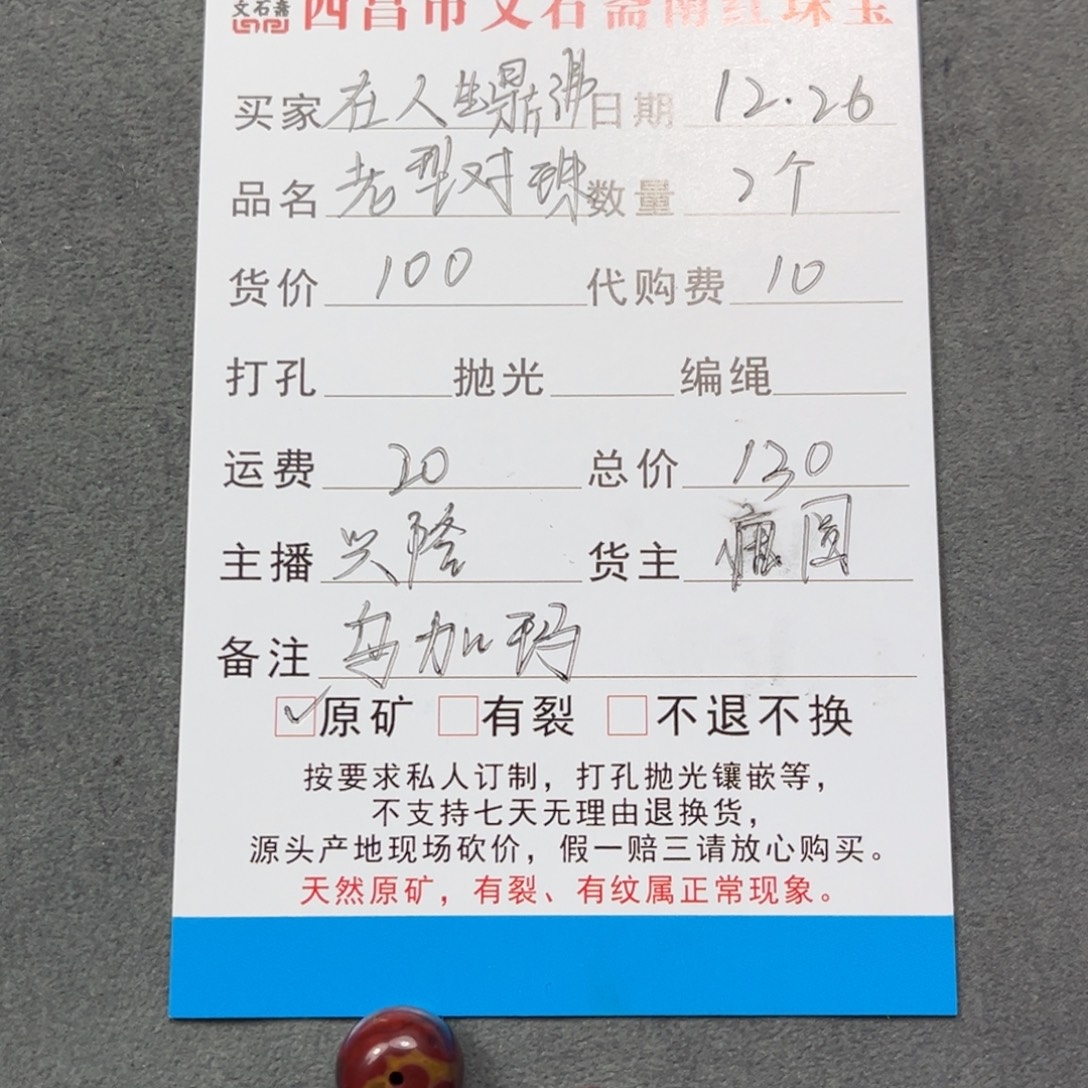 文石斋 西昌市文石斋南红珠宝
买家 在人生鼎沸 日期 12.26
品名 老型对珠 数量 2个
货价 100 代购费 10
打孔 抛光 编绳
运费 20 总价 130
主播 兴隆 货主 圆
备注 乌加玛
原矿 有裂 不退不换
按要求私人订制，打孔抛光镶嵌等，
不支持七天无理由退换货，
源头产地现场砍价，假一赔三请放心购买。
天然原矿，有裂、有纹属正常现象。